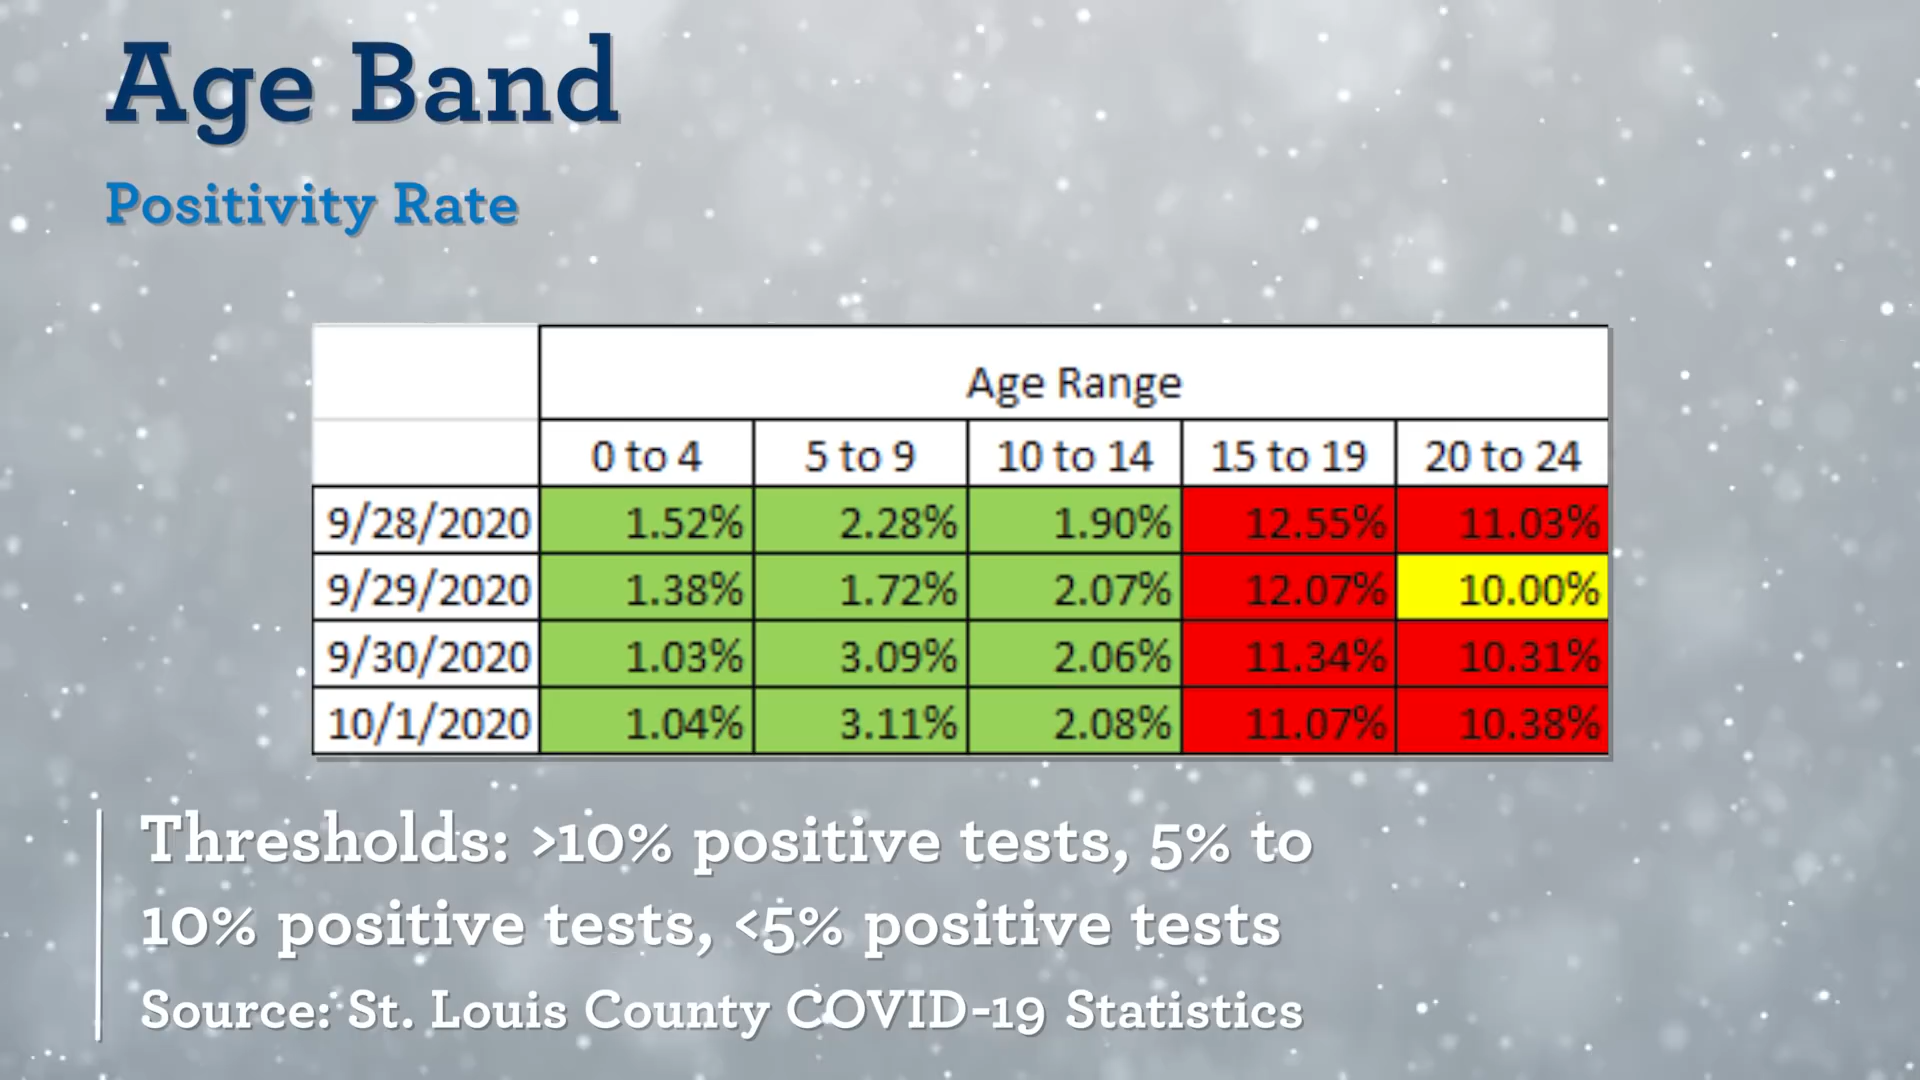 Age Band
Positivity Rate
Age Range
0 to 4 5 to 9 10 to 14 15 to 19 20 to 24
9/28/2020 1.52% 2.28% 1.90% 12.55% 11.03%
9/29/2020 1.38% 1.72% 2.07% 12.07% 10.00%
9/30/2020 1.03% 3.09% 2.06% 11.34% 10.31%
10/1/2020 1.04% 3.11% 2.08% 11.07% 10.38%
Thresholds: >10% positive tests, 5% to
10% positive tests, <5% positive tests
Source: St. Louis County COVID-19 Statistics